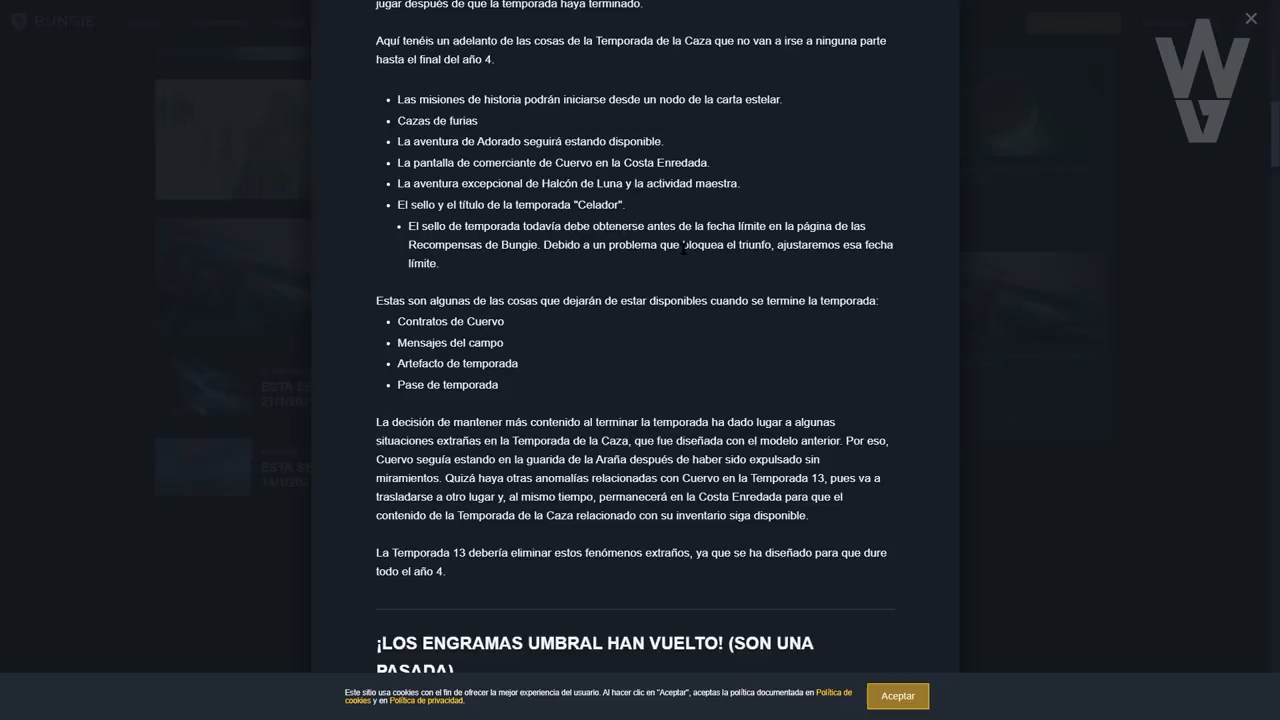 BUNGIE
jugar después de que la temporada haya terminado.
Aquí tenéis un adelanto de las cosas de la Temporada de la Caza que no van a irse a ninguna parte
hasta el final del año 4.
Las misiones de historia podrán iniciarse desde un nodo de la carta estelar.
Cazas de furias
La aventura de Adorado seguirá estando disponible.
La pantalla de comerciante de Cuervo en la Costa Enredada.
La aventura excepcional de Halcón de Luna y la actividad maestra.
El sello y el título de la temporada "Celador".
El sello de temporada todavía debe obtenerse antes de la fecha límite en la página de las
Recompensas de Bungie. Debido a un problema que bloquea el triunfo, ajustaremos esa fecha
límite.
Estas son algunas de las cosas que dejarán de estar disponibles cuando se termine la temporada:
Contratos de Cuervo
Mensajes del campo
Artefacto de temporada
Pase de temporada
La decisión de mantener más contenido al terminar la temporada ha dado lugar a algunas
situaciones extrañas en la Temporada de la Caza, que fue diseñada con el modelo anterior. Por eso,
Cuervo seguía estando en la guarida de la Araña después de haber sido expulsado sin
miramientos. Quizá haya otras anomalías relacionadas con Cuervo en la Temporada 13, pues va a
trasladarse a otro lugar y, al mismo tiempo, permanecerá en la Costa Enredada para que el
contenido de la Temporada de la Caza relacionado con su inventario siga disponible.
La Temporada 13 debería eliminar estos fenómenos extraños, ya que se ha diseñado para que dure
todo el año 4.
¡LOS ENGRAMAS UMBRAL HAN VUELTO! (SON UNA
PASADA)
ESTA SE
21/1/202
ESTA SE
14/1/202
Este sitio usa cookies con el fin de ofrecer la mejor experiencia del usuario. Al hacer clic en "Aceptar", aceptas la política documentada en Política de
cookies y en Política de privacidad.
Aceptar